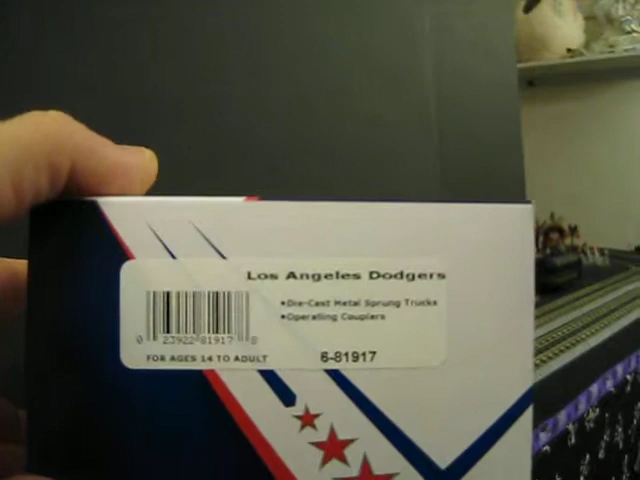 Los Angeles Dodgers
•Die-Cast Metal Sprung Trucks
•Operating Couplers
0 23922 81917 8
FOR AGES 14 TO ADULT
6-81917